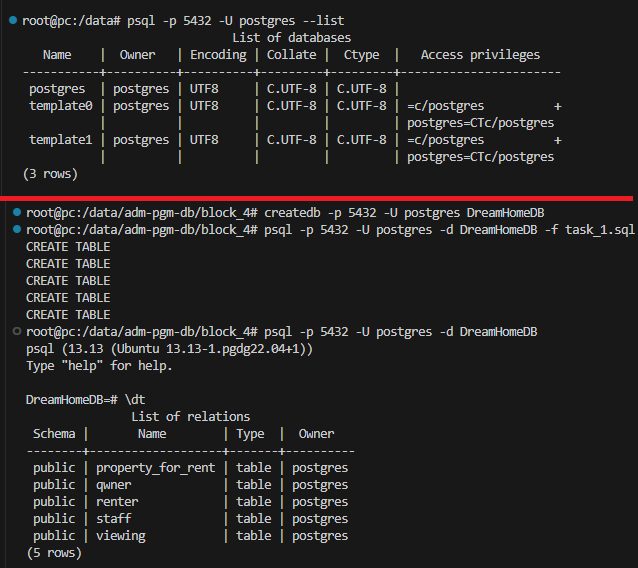 root@pc:/data# psql -p 5432 -U postgres --list
                              List of databases
   Name    |  Owner   | Encoding | Collate |  Ctype  |   Access privileges
-----------+----------+----------+---------+---------+-----------------------
 postgres  | postgres | UTF8     | C.UTF-8 | C.UTF-8 |
 template0 | postgres | UTF8     | C.UTF-8 | C.UTF-8 | =c/postgres          +
           |          |          |         |         | postgres=CTc/postgres
 template1 | postgres | UTF8     | C.UTF-8 | C.UTF-8 | =c/postgres          +
           |          |          |         |         | postgres=CTc/postgres
(3 rows)
root@pc:/data/adm-pgm-db/block_4# createdb -p 5432 -U postgres DreamHomeDB
root@pc:/data/adm-pgm-db/block_4# psql -p 5432 -U postgres -d DreamHomeDB -f task_1.sql
CREATE TABLE
CREATE TABLE
CREATE TABLE
CREATE TABLE
CREATE TABLE
root@pc:/data/adm-pgm-db/block_4# psql -p 5432 -U postgres -d DreamHomeDB
psql (13.13 (Ubuntu 13.13-1.pgdg22.04+1))
Type "help" for help.
DreamHomeDB=# \dt
               List of relations
 Schema |       Name        | Type  |  Owner
--------+-------------------+-------+----------
 public | property_for_rent | table | postgres
 public | qwner             | table | postgres
 public | renter            | table | postgres
 public | staff             | table | postgres
 public | viewing           | table | postgres
(5 rows)